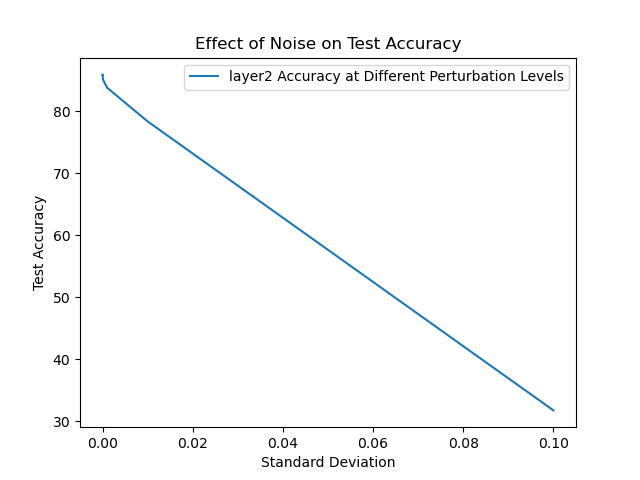 Effect of Noise on Test Accuracy
layer2 Accuracy at Different Perturbation Levels
80
70
60
50
40
30
Test Accuracy
0.00 0.02 0.04 0.06 0.08 0.10
Standard Deviation